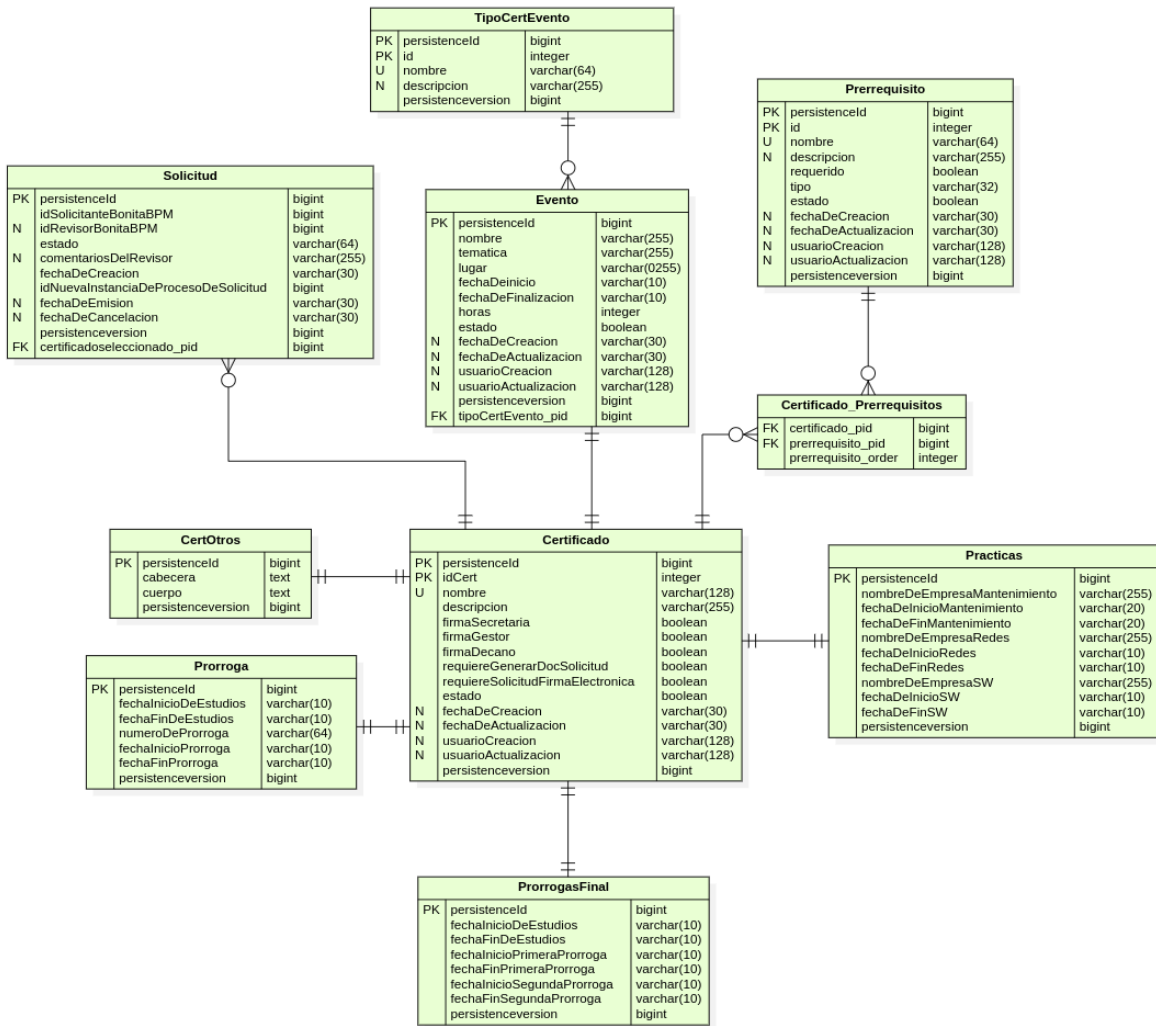 TipoCertEvento
PK persistenceId bigint
PK id integer
U nombre varchar(64)
N descripcion varchar(255)
persistenceversion bigint
Prerrequisito
PK persistenceId bigint
PK id integer
U nombre varchar(64)
N descripcion varchar(255)
requerido boolean
tipo varchar(32)
estado boolean
N fechaDeCreacion varchar(30)
N fechaDeActualizacion varchar(30)
N usuarioCreacion varchar(128)
N usuarioActualizacion varchar(128)
persistenceversion bigint
Solicitud
PK persistenceId bigint
idSolicitanteBonitaBPM bigint
N idRevisorBonitaBPM bigint
estado varchar(64)
N comentariosDelRevisor varchar(255)
fechaDeCreacion varchar(30)
idNuevaInstanciaDeProcesoDeSolicitud bigint
N fechaDeEmision varchar(30)
N fechaDeCancelacion varchar(30)
persistenceversion bigint
FK certificadoseleccionado_pid bigint
Evento
PK persistenceId bigint
nombre varchar(255)
tematica varchar(255)
lugar varchar(0255)
fechaDeinicio varchar(10)
fechaDeFinalizacion varchar(10)
horas integer
estado boolean
N fechaDeCreacion varchar(30)
N fechaDeActualizacion varchar(30)
N usuarioCreacion varchar(128)
N usuarioActualizacion varchar(128)
persistenceversion bigint
FK tipoCertEvento_pid bigint
Certificado_Prerrequisitos
FK certificado_pid bigint
FK prerrequisito_pid bigint
prerrequisito_order integer
CertOtros
PK persistenceId bigint
cabecera text
cuerpo text
persistenceversion bigint
Certificado
PK persistenceId bigint
PK idCert integer
U nombre varchar(128)
descripcion varchar(255)
firmaSecretaria boolean
firmaGestor boolean
firmaDecano boolean
requiereGenerarDocSolicitud boolean
requiereSolicitudFirmaElectronica boolean
estado boolean
N fechaDeCreacion varchar(30)
N fechaDeActualizacion varchar(30)
N usuarioCreacion varchar(128)
N usuarioActualizacion varchar(128)
persistenceversion bigint
Practicas
PK persistenceId bigint
nombreDeEmpresaMantenimiento varchar(255)
fechaDeInicioMantenimiento varchar(20)
fechaDeFinMantenimiento varchar(20)
nombreDeEmpresaRedes varchar(255)
fechaDeInicioRedes varchar(10)
fechaDeFinRedes varchar(10)
nombreDeEmpresaSW varchar(255)
fechaDeInicioSW varchar(10)
fechaDeFinSW varchar(10)
persistenceversion bigint
Prorroga
PK persistenceId bigint
fechaInicioDeEstudios varchar(10)
fechaFinDeEstudios varchar(10)
numeroDeProrroga varchar(64)
fechaInicioProrroga varchar(10)
fechaFinProrroga varchar(10)
persistenceversion bigint
ProrrogasFinal
PK persistenceId bigint
fechaInicioDeEstudios varchar(10)
fechaFinDeEstudios varchar(10)
fechaInicioPrimeraProrroga varchar(10)
fechaFinPrimeraProrroga varchar(10)
fechaInicioSegundaProrroga varchar(10)
fechaFinSegundaProrroga varchar(10)
persistenceversion bigint